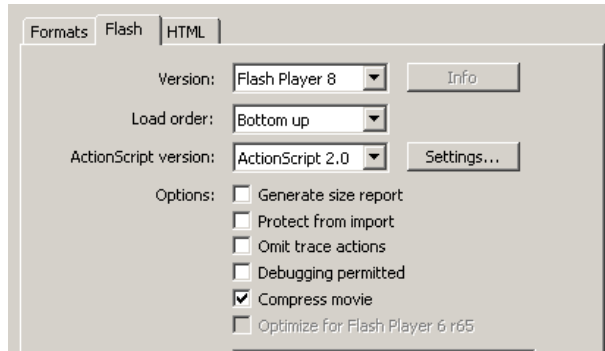 Formats Flash HTML
Version: Flash Player 8 Info
Load order: Bottom up
ActionScript version: ActionScript 2.0 Settings...
Options: Generate size report
Protect from import
Omit trace actions
Debugging permitted
Compress movie
Optimize for Flash Player 6 r65